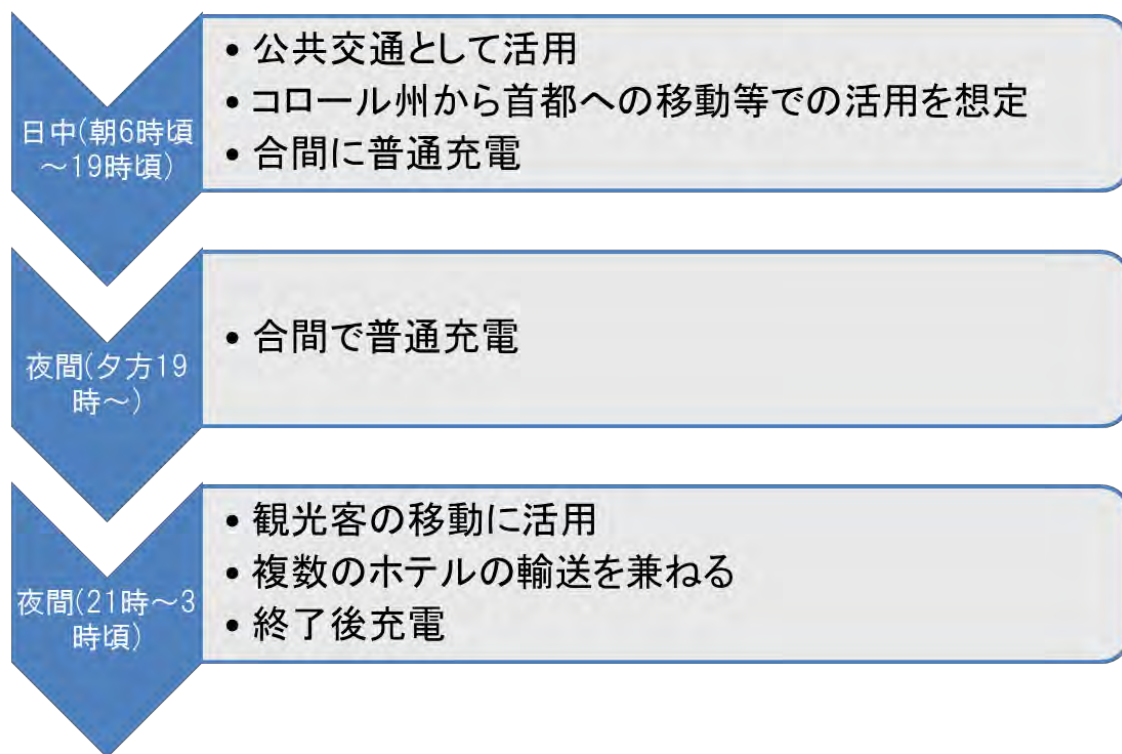 日中(朝6時頃
～19時頃)
• 公共交通として活用
• コロール州から首都への移動等での活用を想定
• 合間に普通充電
夜間(夕方19
時～)
• 合間で普通充電
夜間(21時～3
時頃)
• 観光客の移動に活用
• 複数のホテルの輸送を兼ねる
• 終了後充電